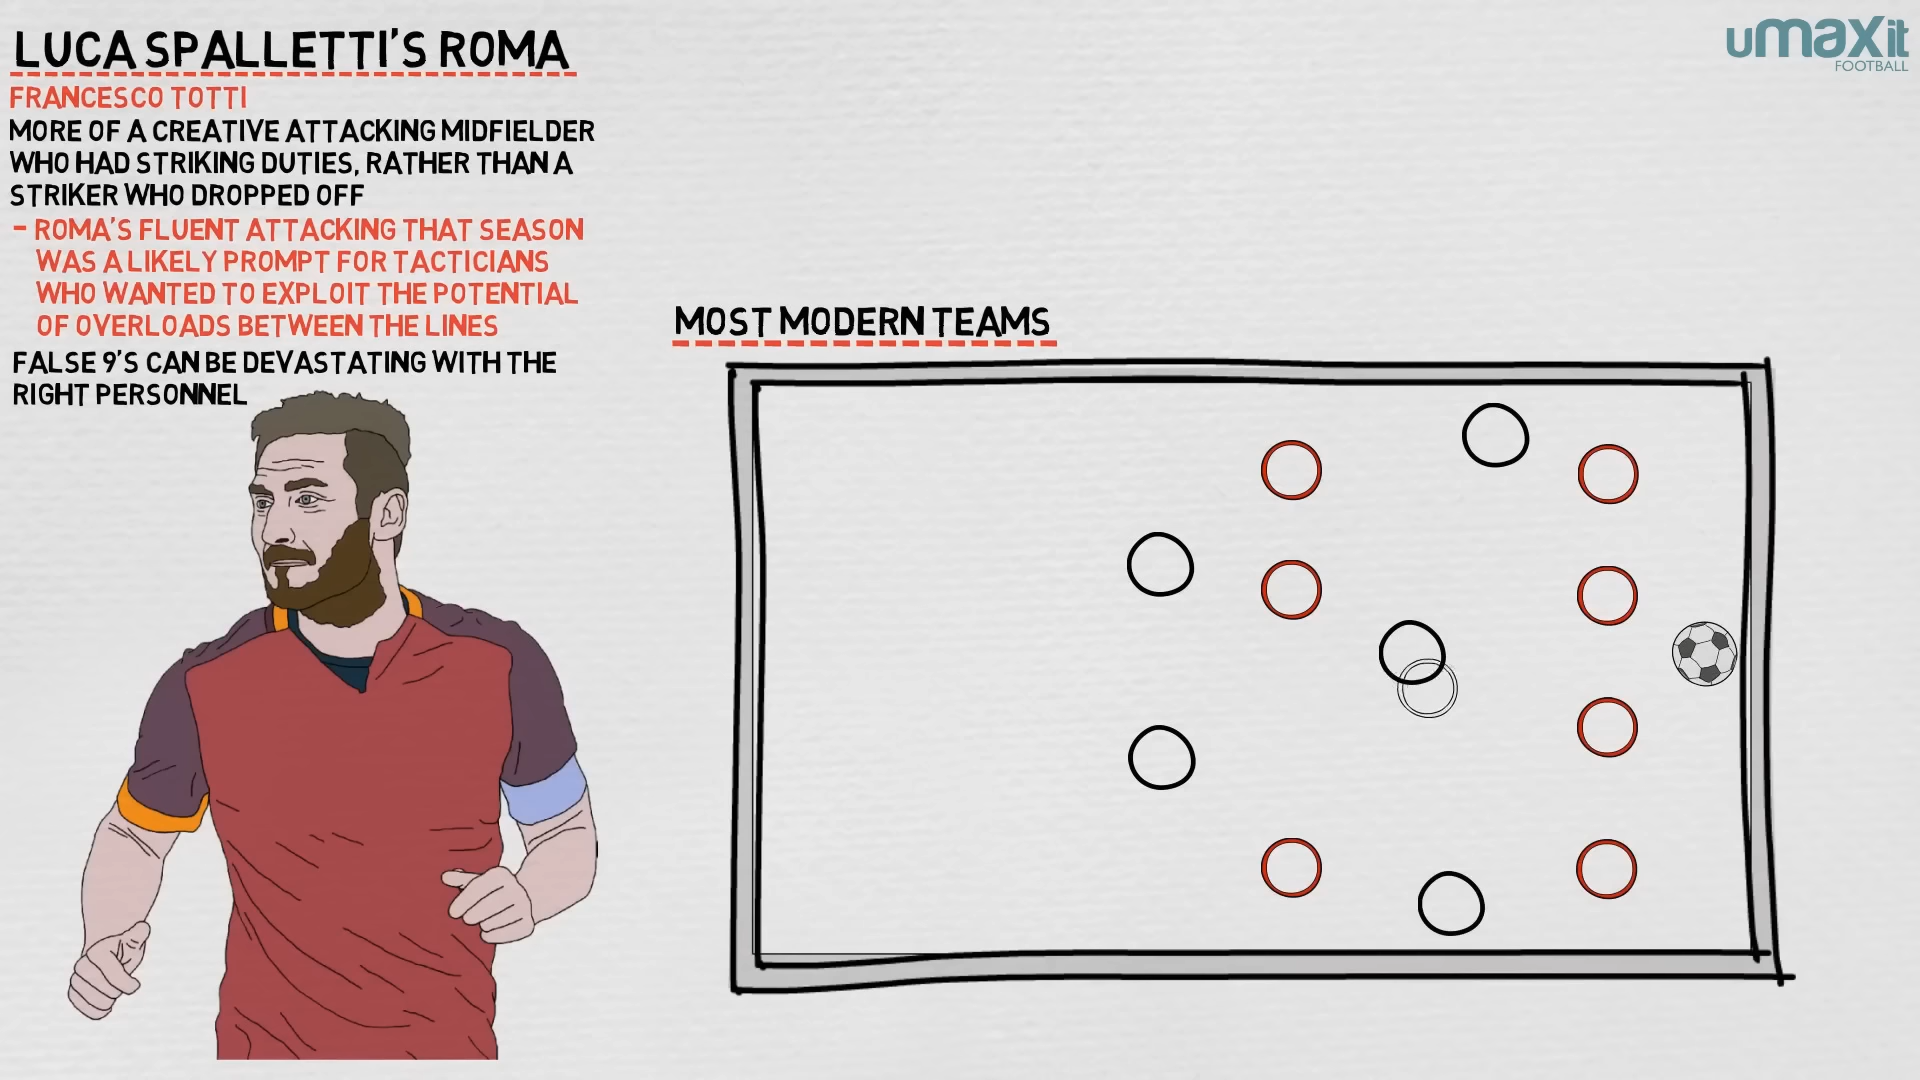 LUCA SPALLETTI'S ROMA
FRANCESCO TOTTI
MORE OF A CREATIVE ATTACKING MIDFIELDER
WHO HAD STRIKING DUTIES, RATHER THAN A
STRIKER WHO DROPPED OFF
- ROMA'S FLUENT ATTACKING THAT SEASON
WAS A LIKELY PROMPT FOR TACTICIANS
WHO WANTED TO EXPLOIT THE POTENTIAL
OF OVERLOADS BETWEEN THE LINES
FALSE 9'S CAN BE DEVASTATING WITH THE
RIGHT PERSONNEL
MOST MODERN TEAMS
umaxit
FOOTBALL